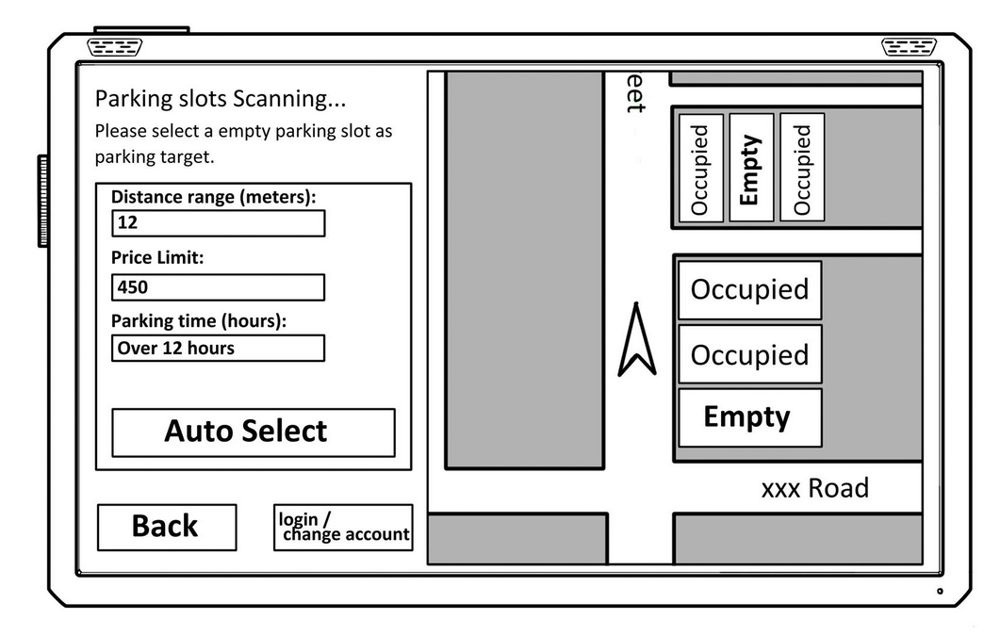 Parking slots Scanning...
Please select a empty parking slot as
parking target.
Distance range (meters):
12
Price Limit:
450
Parking time (hours):
Over 12 hours
Auto Select
Back
login /
change account
eet
Occupied
Empty
Occupied
Occupied
Occupied
Empty
xxx Road